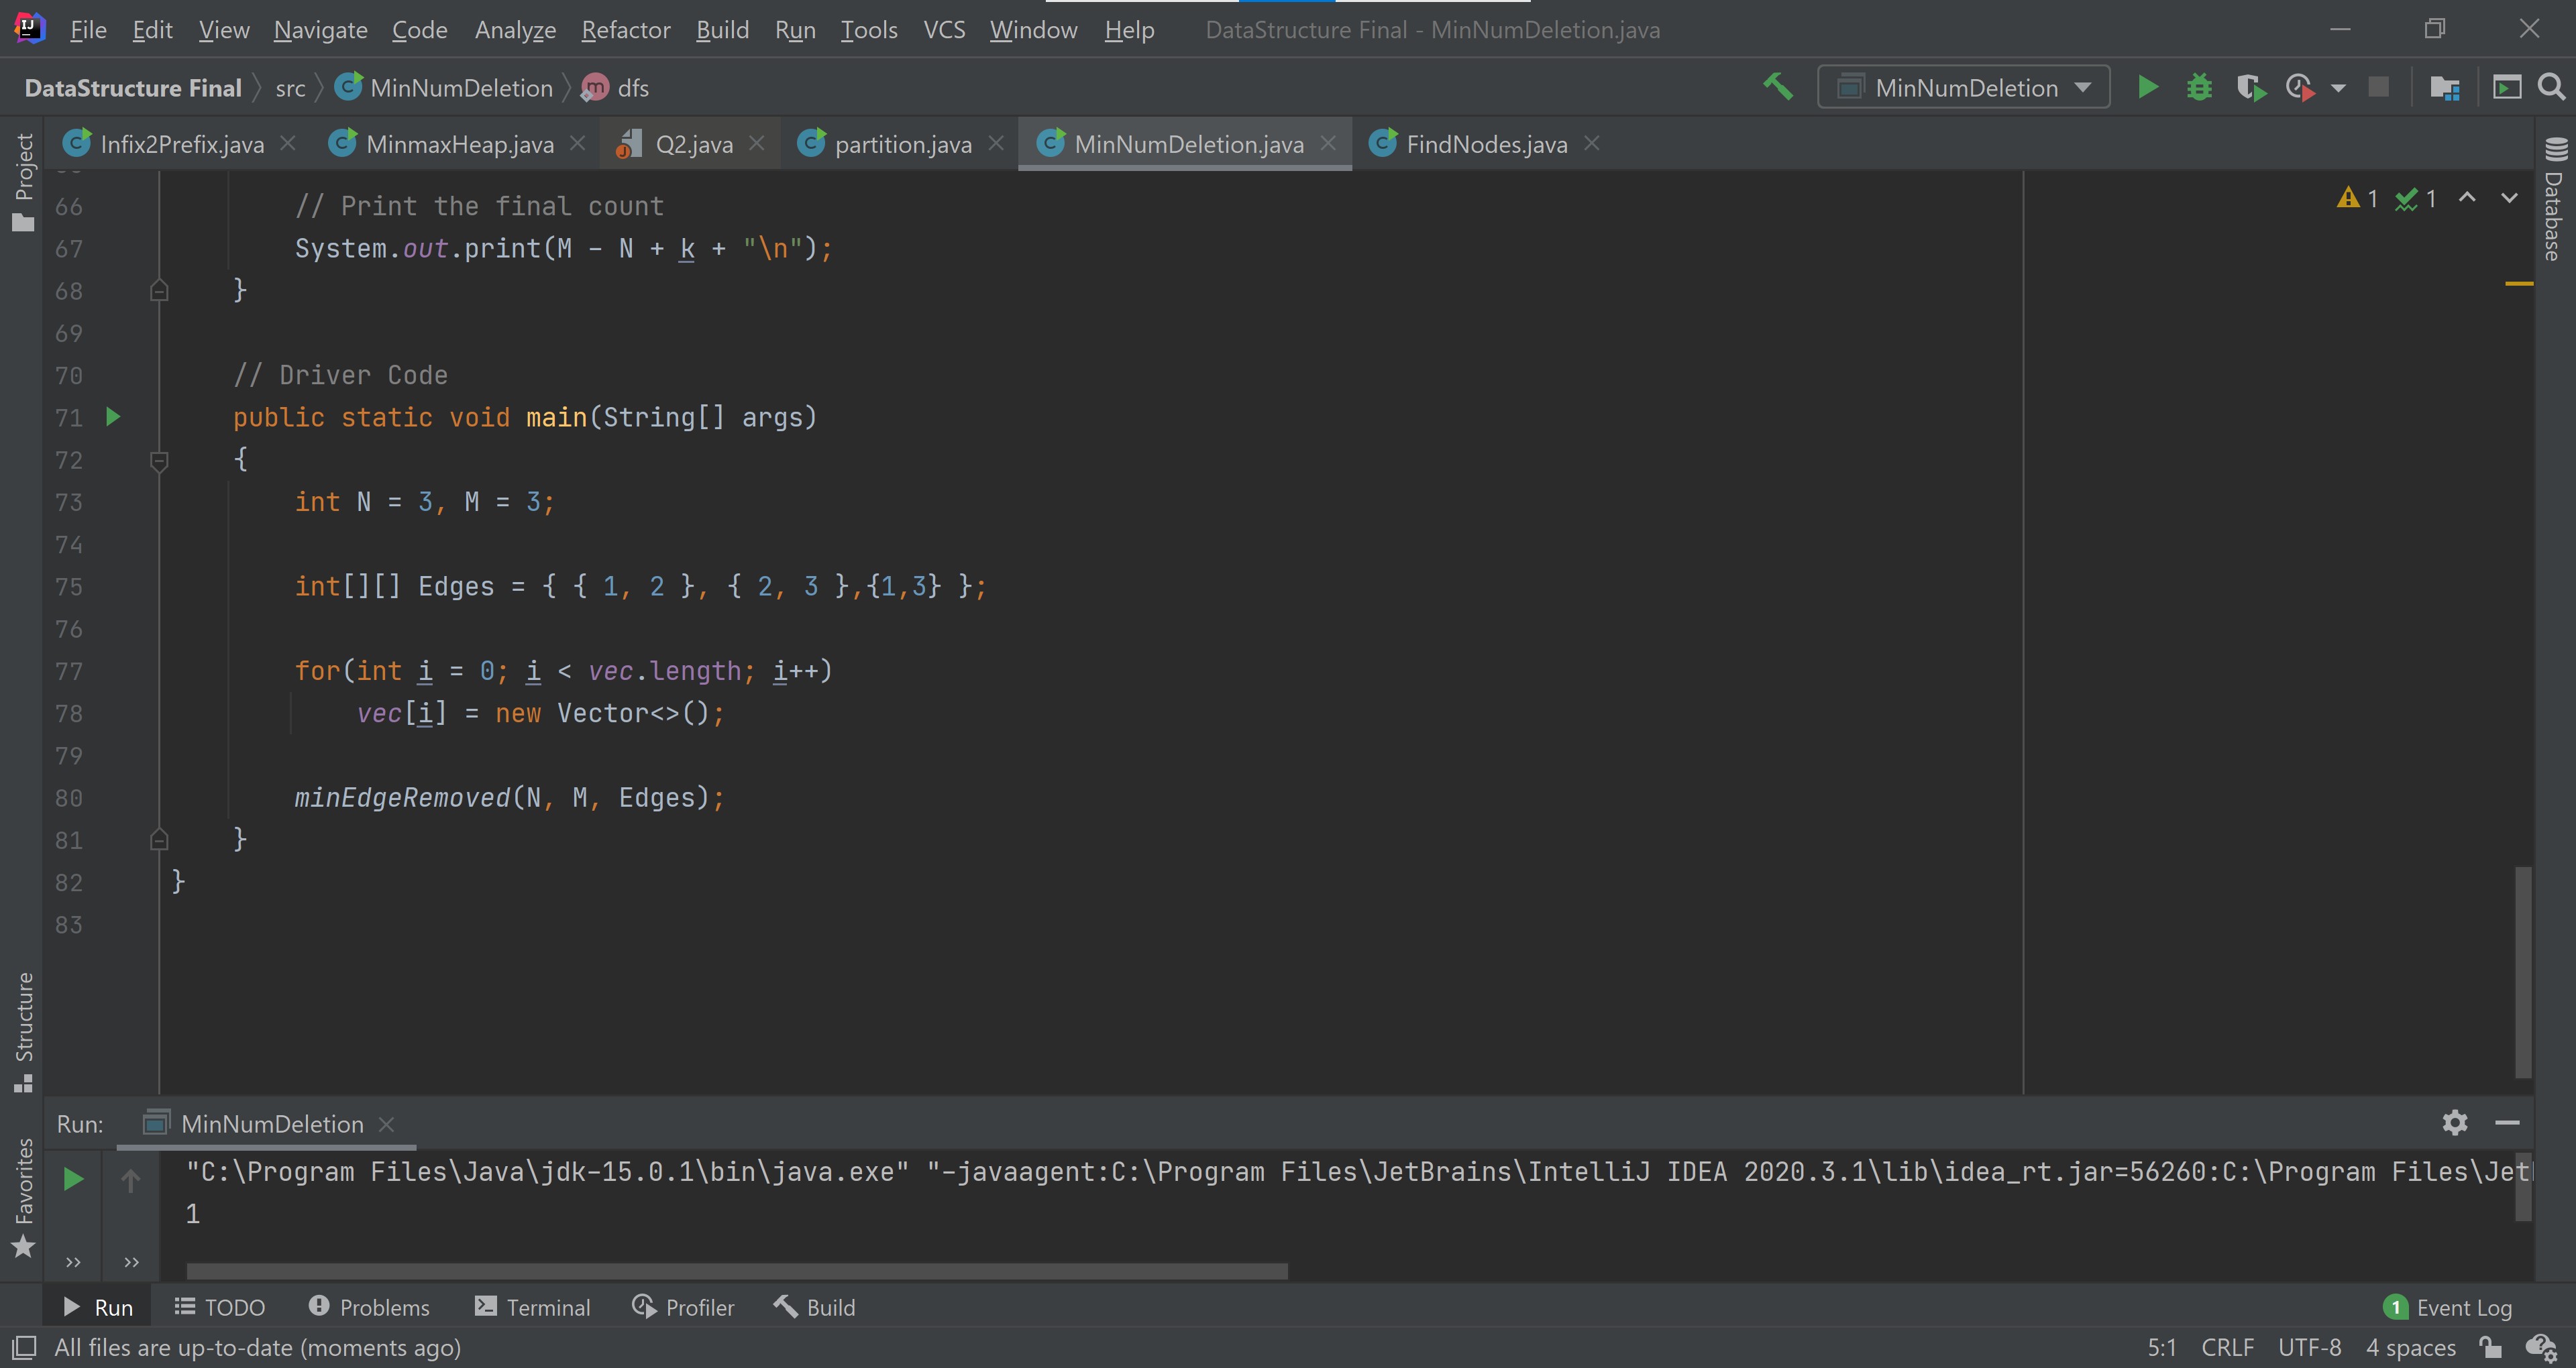 File Edit View Navigate Code Analyze Refactor Build Run Tools VCS Window Help DataStructure Final - MinNumDeletion.java
DataStructure Final src MinNumDeletion dfs MinNumDeletion
Infix2Prefix.java MinmaxHeap.java Q2.java partition.java MinNumDeletion.java FindNodes.java
Project
Database
1 1
66 // Print the final count
67 System.out.print(M - N + k + "\n");
68 }
69
70 // Driver Code
71 public static void main(String[] args)
72 {
73 int N = 3, M = 3;
74
75 int[][] Edges = { { 1, 2 }, { 2, 3 },{1,3} };
76
77 for(int i = 0; i < vec.length; i++)
78 vec[i] = new Vector<>();
79
80 minEdgeRemoved(N, M, Edges);
81 }
82 }
83
Structure
Favorites
Run: MinNumDeletion
"C:\Program Files\Java\jdk-15.0.1\bin\java.exe" "-javaagent:C:\Program Files\JetBrains\IntelliJ IDEA 2020.3.1\lib\idea_rt.jar=56260:C:\Program Files\Jet
1
Run TODO Problems Terminal Profiler Build 1 Event Log
All files are up-to-date (moments ago) 5:1 CRLF UTF-8 4 spaces